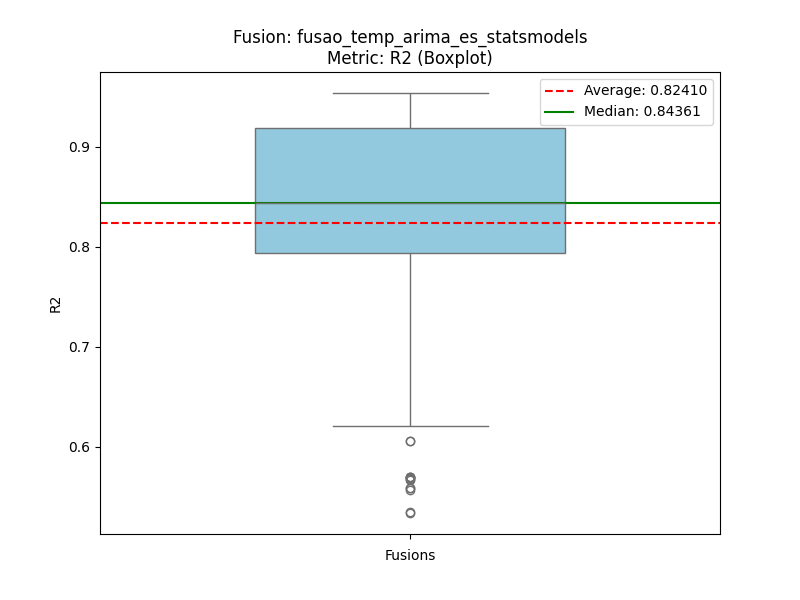 Fusion: fusao_temp_arima_es_statsmodels
Metric: R2 (Boxplot)
Average: 0.82410
Median: 0.84361
0.9
0.8
0.7
0.6
R2
Fusions